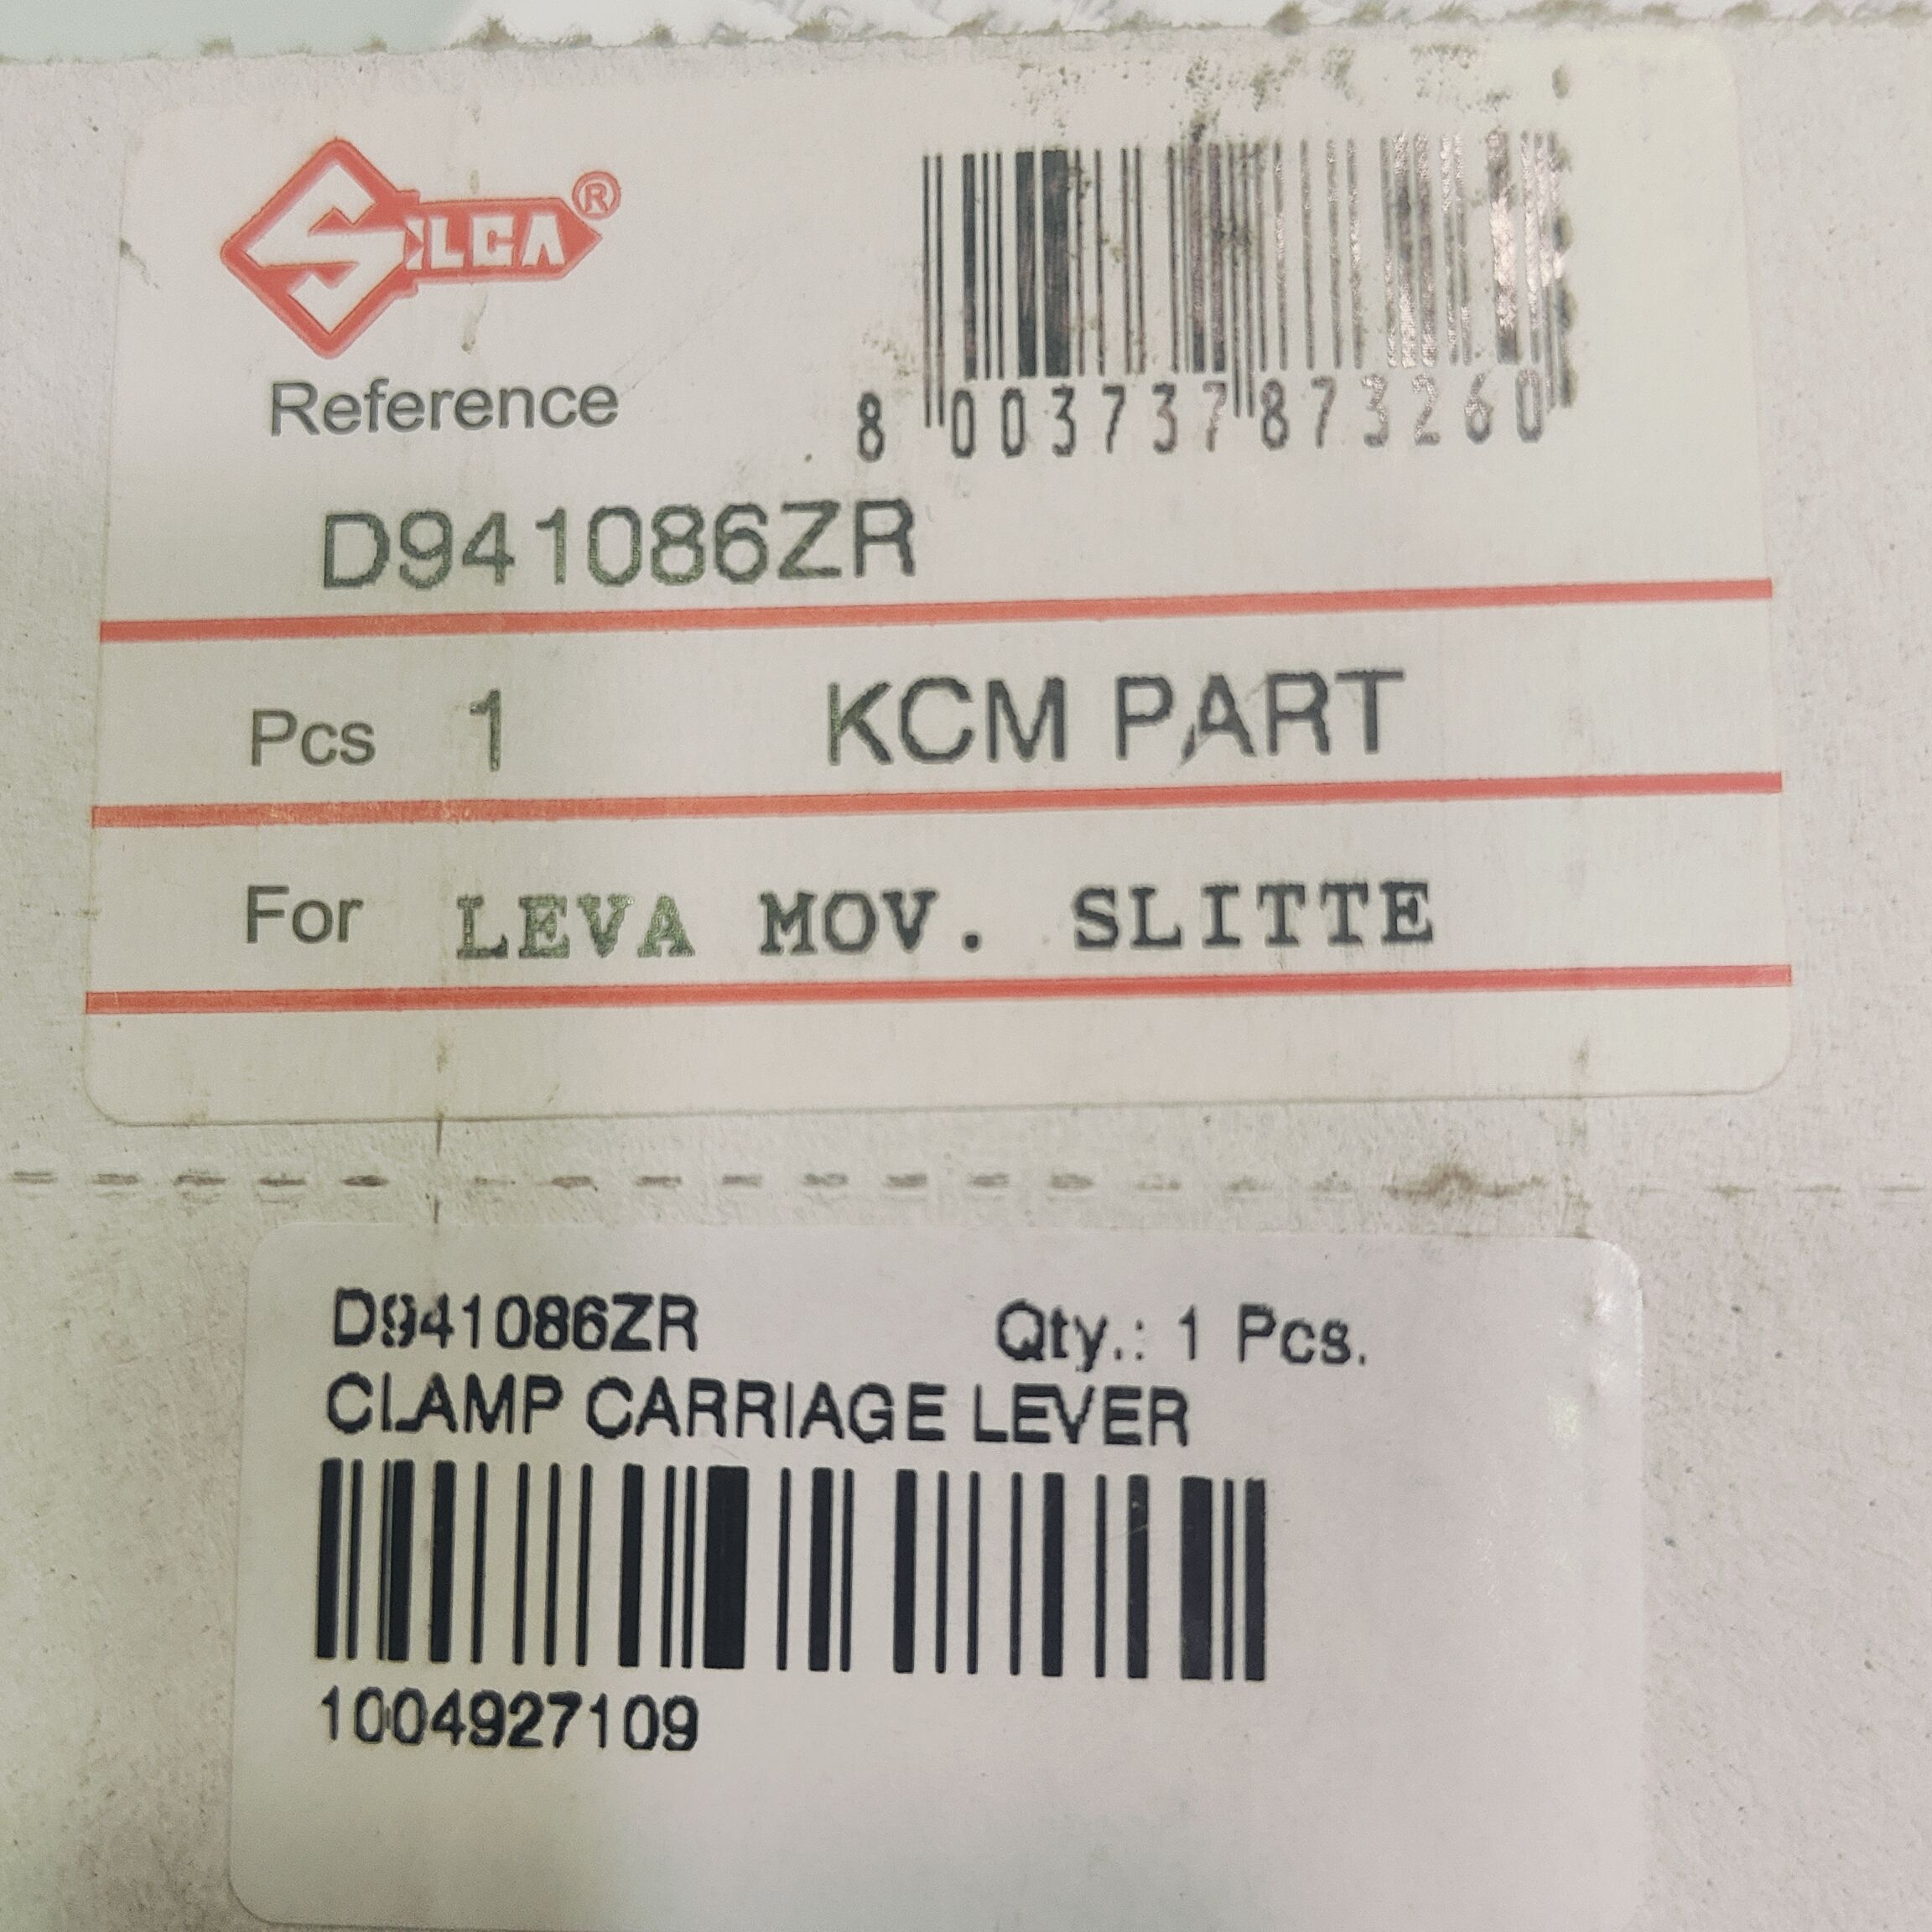 SILCA®
8 003737 873260
Reference
D941086ZR
Pcs 1 KCM PART
For LEVA MOV. SLITTE
D941086ZR Qty.: 1 Pcs.
CLAMP CARRIAGE LEVER
1004927109